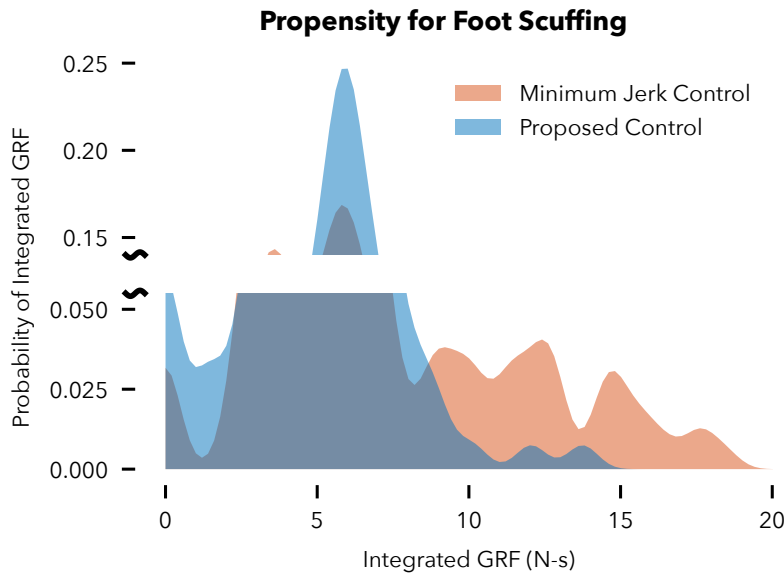 Propensity for Foot Scuffing
Probability of Integrated GRF
0.25
0.20
0.15
0.050
0.025
0.000
Minimum Jerk Control
Proposed Control
0 5 10 15 20
Integrated GRF (N-s)